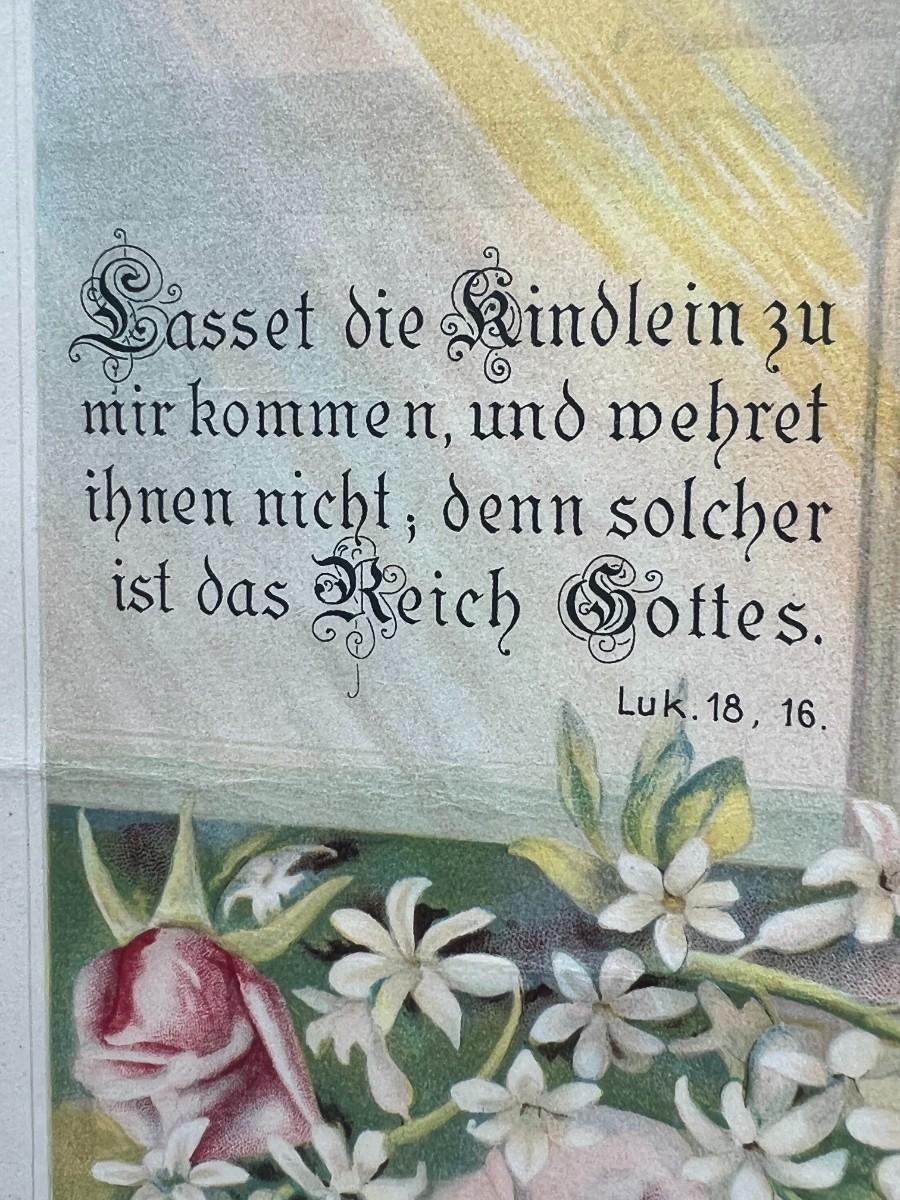 Lasset die Kindlein zu
mir kommen, und wehret
ihnen nicht; denn solcher
ist das Reich Gottes.
Luk. 18, 16.